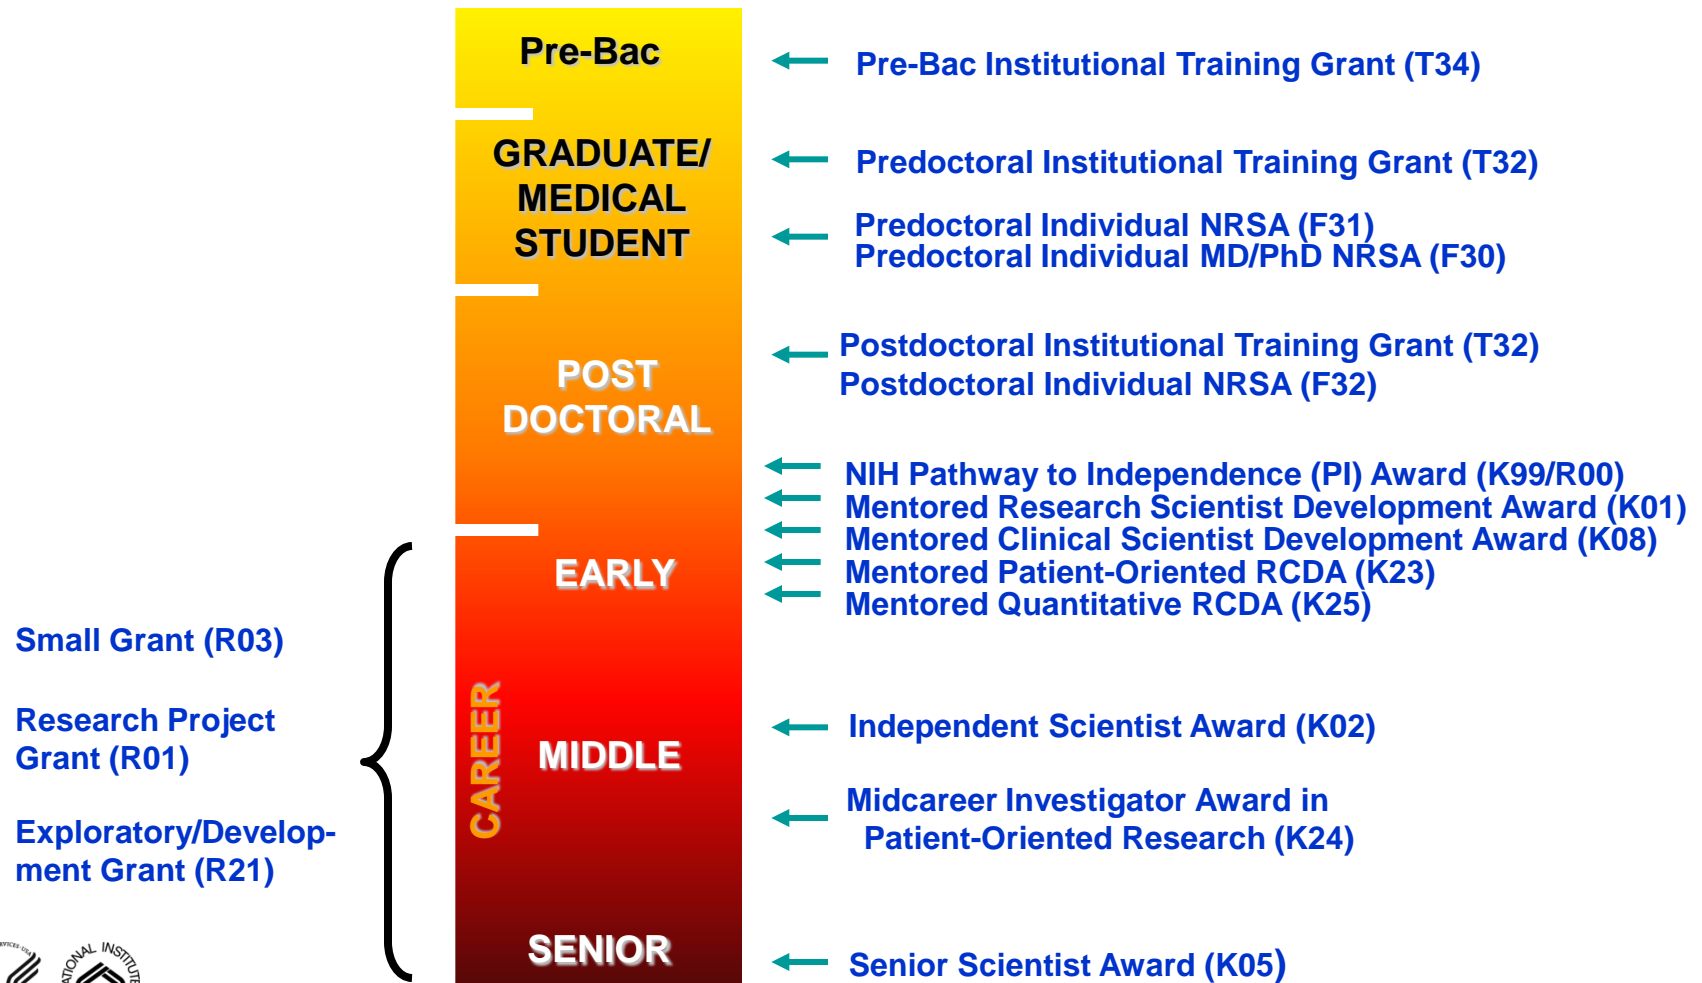 Pre-Bac
Pre-Bac Institutional Training Grant (T34)
GRADUATE/
MEDICAL
STUDENT
Predoctoral Institutional Training Grant (T32)
Predoctoral Individual NRSA (F31)
Predoctoral Individual MD/PhD NRSA (F30)
POST
DOCTORAL
Postdoctoral Institutional Training Grant (T32)
Postdoctoral Individual NRSA (F32)
NIH Pathway to Independence (PI) Award (K99/R00)
Mentored Research Scientist Development Award (K01)
Mentored Clinical Scientist Development Award (K08)
Mentored Patient-Oriented RCDA (K23)
Mentored Quantitative RCDA (K25)
CAREER
EARLY
MIDDLE
SENIOR
Small Grant (R03)
Research Project
Grant (R01)
Exploratory/Develop-
ment Grant (R21)
Independent Scientist Award (K02)
Midcareer Investigator Award in
Patient-Oriented Research (K24)
Senior Scientist Award (K05)